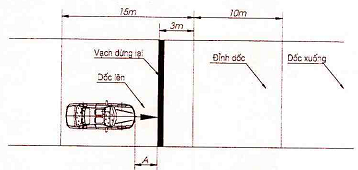 15m
10m
3m
Vạch dừng lại
Dốc lên
Đỉnh dốc
Dốc xuống
A